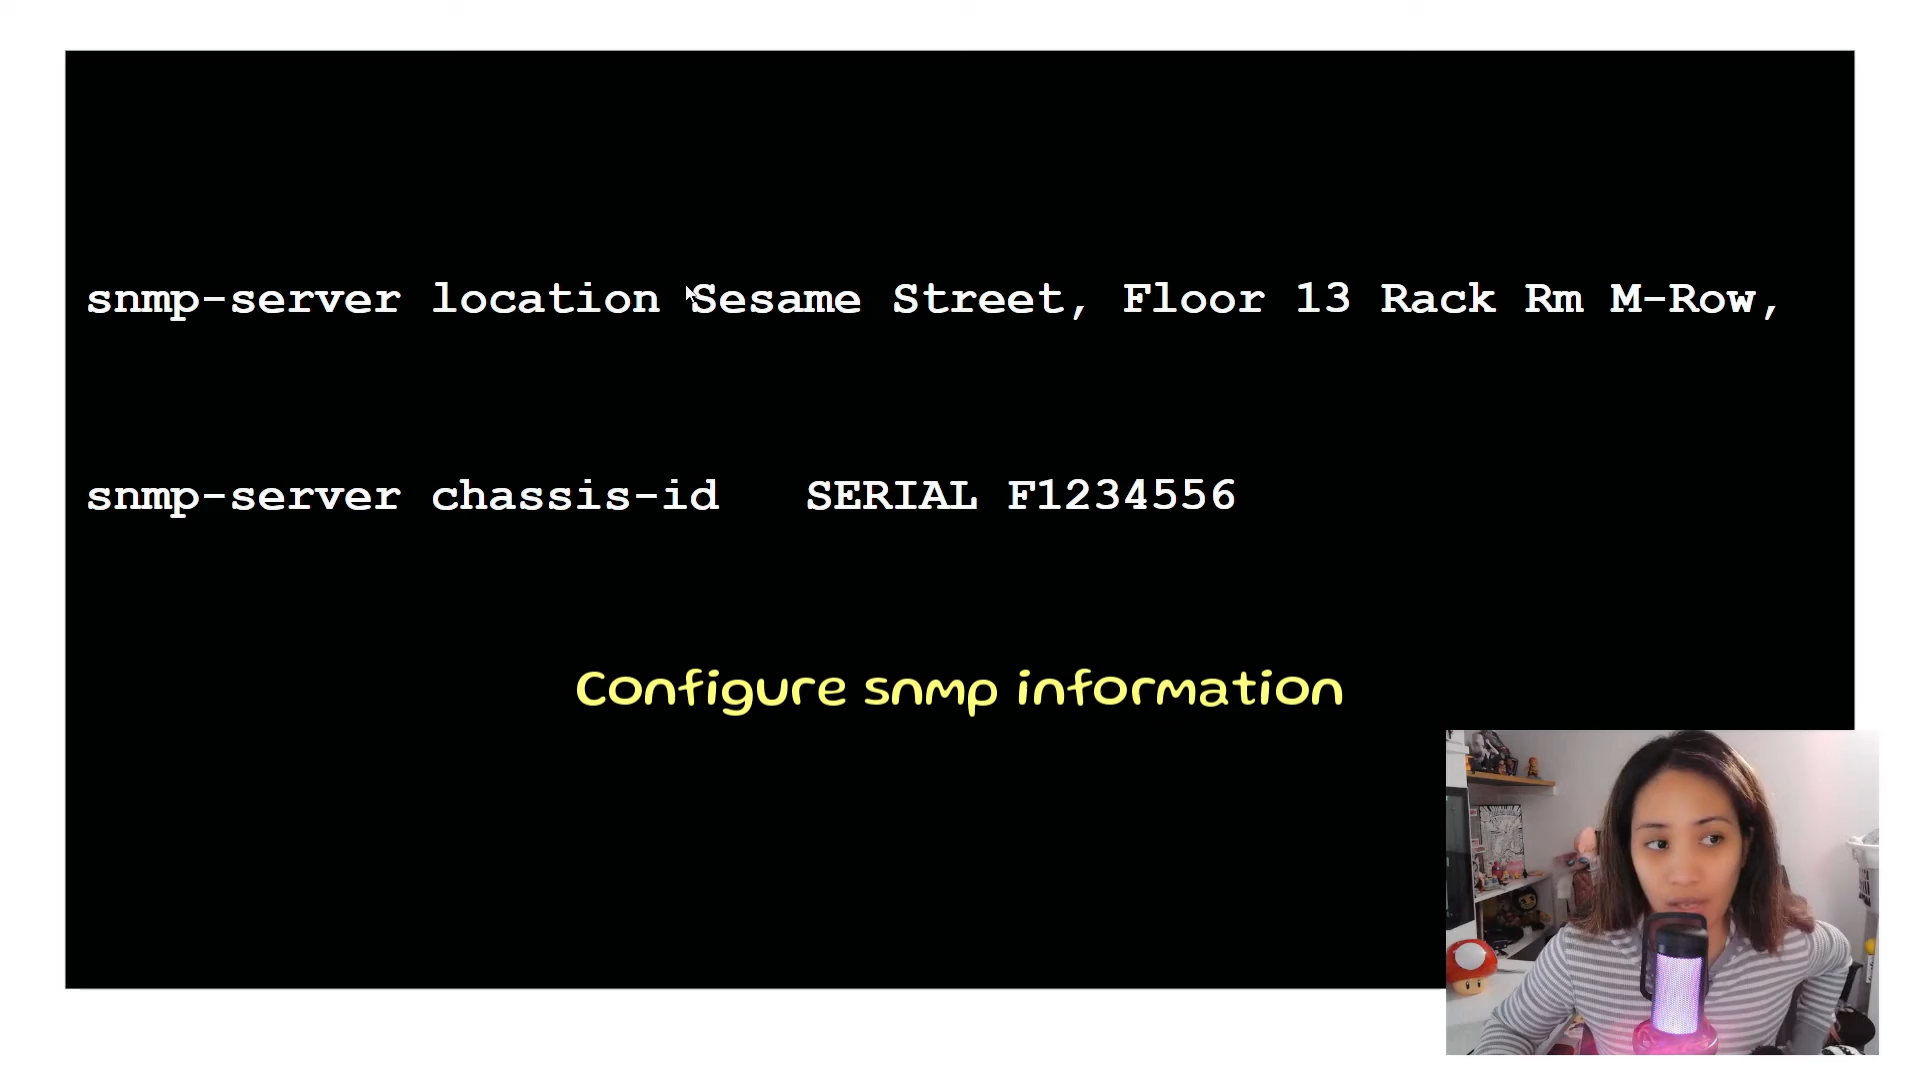 snmp-server location Sesame Street, Floor 13 Rack Rm M-Row,
snmp-server chassis-id SERIAL F1234556
Configure snmp information